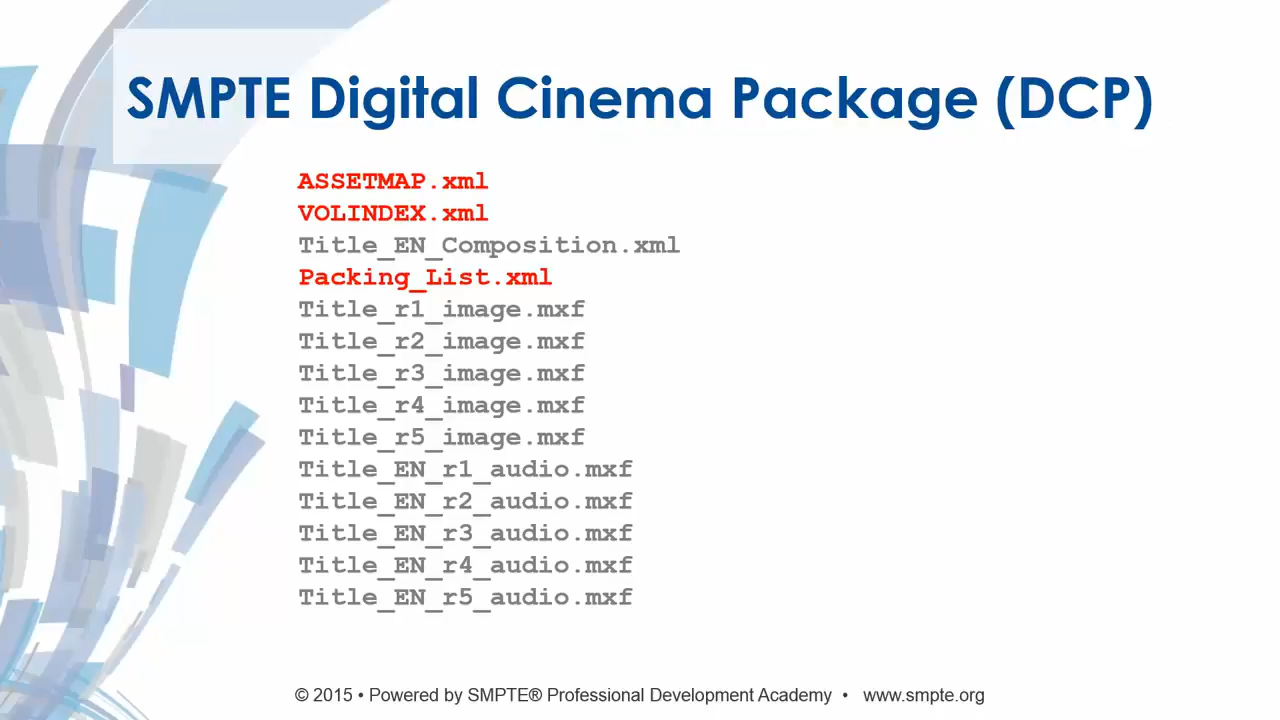 SMPTE Digital Cinema Package (DCP)
ASSETMAP.xml
VOLINDEX.xml
Title_EN_Composition.xml
Packing_List.xml
Title_r1_image.mxf
Title_r2_image.mxf
Title_r3_image.mxf
Title_r4_image.mxf
Title_r5_image.mxf
Title_EN_r1_audio.mxf
Title_EN_r2_audio.mxf
Title_EN_r3_audio.mxf
Title_EN_r4_audio.mxf
Title_EN_r5_audio.mxf
© 2015 • Powered by SMPTE® Professional Development Academy • www.smpte.org